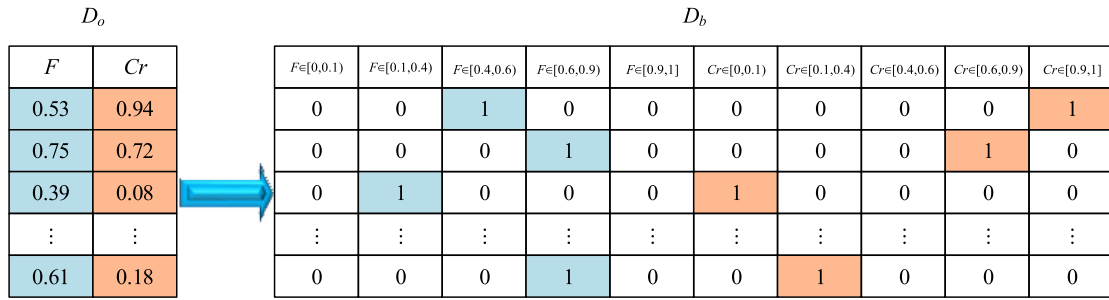 D_o D_b
F Cr F∈[0,0.1) F∈[0.1,0.4) F∈[0.4,0.6) F∈[0.6,0.9) F∈[0.9,1] Cr∈[0,0.1) Cr∈[0.1,0.4) Cr∈[0.4,0.6) Cr∈[0.6,0.9) Cr∈[0.9,1]
0.53 0.94 0 0 1 0 0 0 0 0 0 1
0.75 0.72 0 0 0 1 0 0 0 0 1 0
0.39 0.08 0 1 0 0 0 1 0 0 0 0
⋮ ⋮ ⋮ ⋮ ⋮ ⋮ ⋮ ⋮ ⋮ ⋮ ⋮ ⋮
0.61 0.18 0 0 0 1 0 0 1 0 0 0